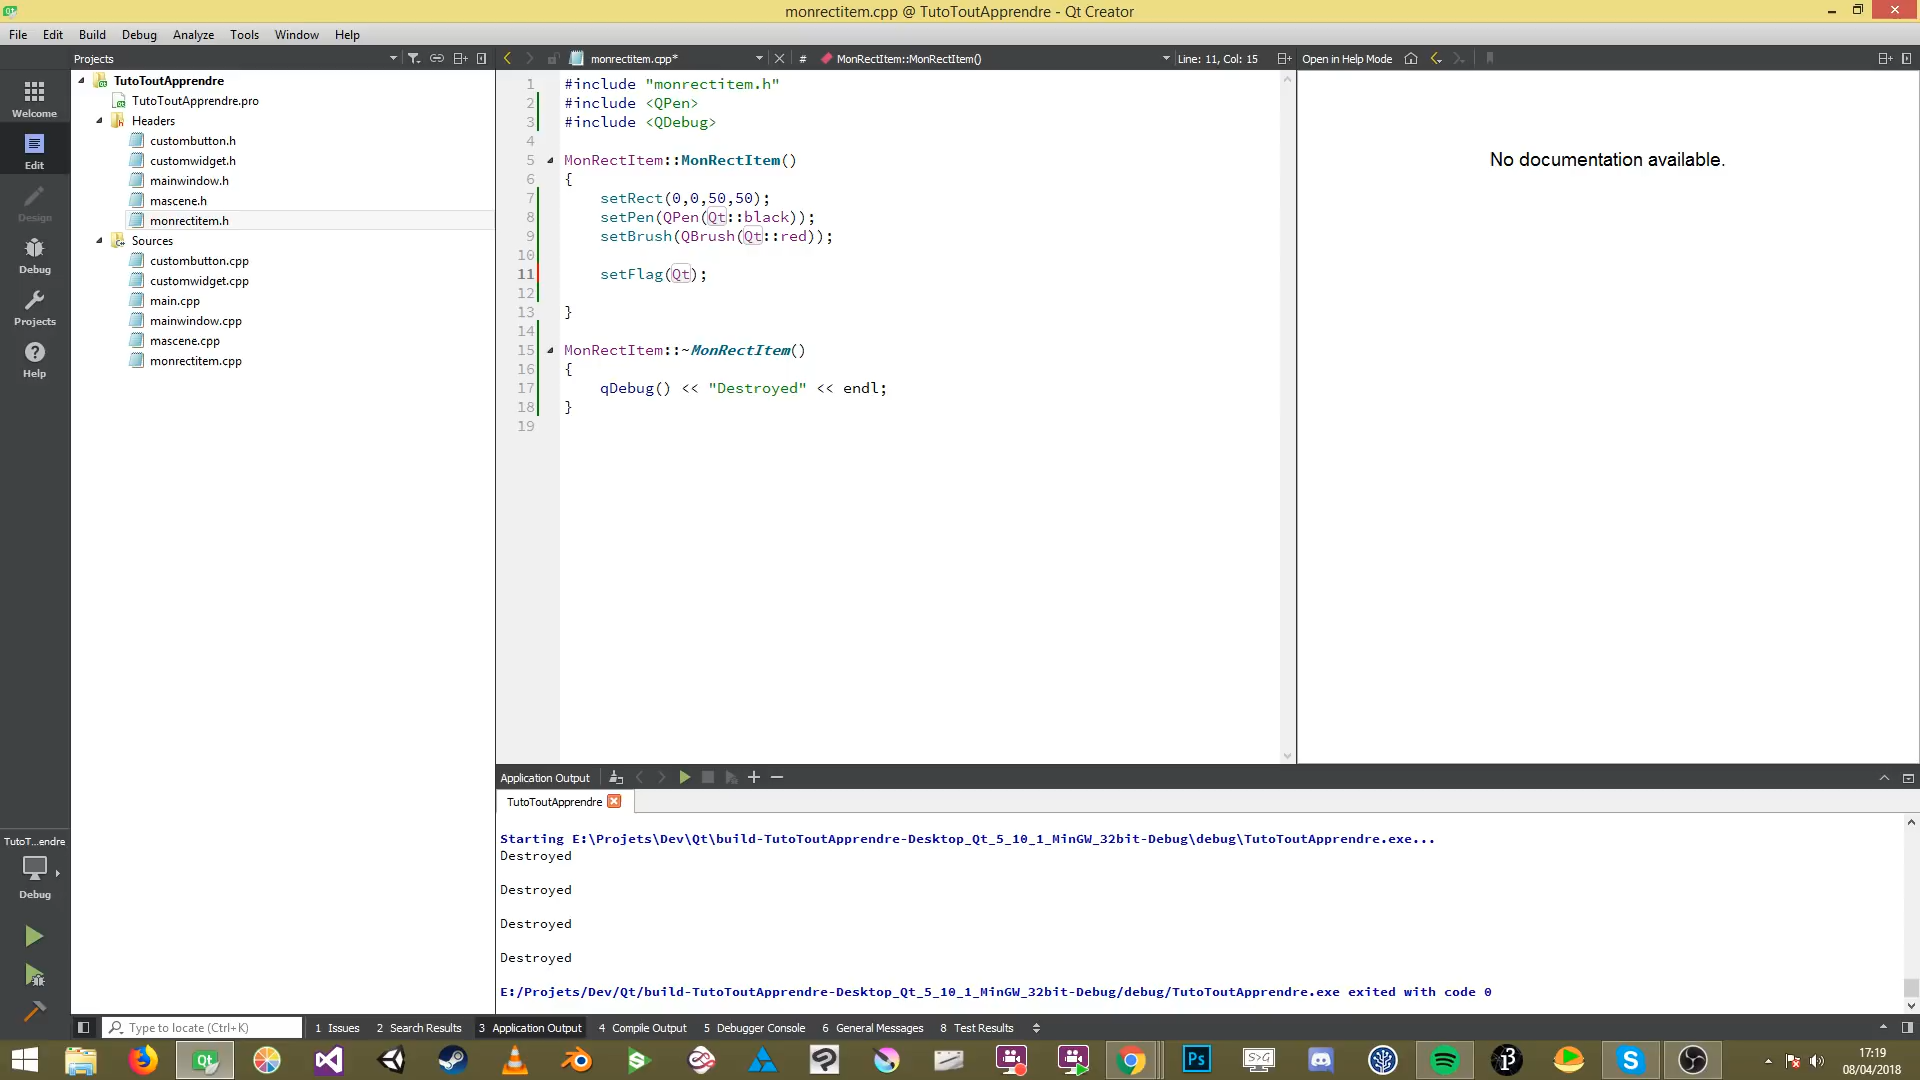 monrectitem.cpp @ TutoToutApprendre - Qt Creator
File Edit Build Debug Analyze Tools Window Help
Projects
monrectitem.cpp*
# MonRectItem::MonRectItem()
Line: 11, Col: 15
Open in Help Mode
Welcome
Edit
Design
Debug
Projects
Help
TutoToutApprendre
TutoToutApprendre.pro
Headers
custombutton.h
customwidget.h
mainwindow.h
mascene.h
monrectitem.h
Sources
custombutton.cpp
customwidget.cpp
main.cpp
mainwindow.cpp
mascene.cpp
monrectitem.cpp
1 #include "monrectitem.h"
2 #include <QPen>
3 #include <QDebug>
4
5 MonRectItem::MonRectItem()
6 {
7 setRect(0,0,50,50);
8 setPen(QPen(Qt::black));
9 setBrush(QBrush(Qt::red));
10
11 setFlag(Qt);
12
13 }
14
15 MonRectItem::~MonRectItem()
16 {
17 qDebug() << "Destroyed" << endl;
18 }
19
No documentation available.
Application Output
TutoToutApprendre
Starting E:\Projets\Dev\Qt\build-TutoToutApprendre-Desktop_Qt_5_10_1_MinGW_32bit-Debug\debug\TutoToutApprendre.exe...
Destroyed
Destroyed
Destroyed
Destroyed
E:/Projets/Dev/Qt/build-TutoToutApprendre-Desktop_Qt_5_10_1_MinGW_32bit-Debug/debug/TutoToutApprendre.exe exited with code 0
TutoT...endre
Debug
Type to locate (Ctrl+K)
1 Issues 2 Search Results 3 Application Output 4 Compile Output 5 Debugger Console 6 General Messages 8 Test Results
17:19
08/04/2018